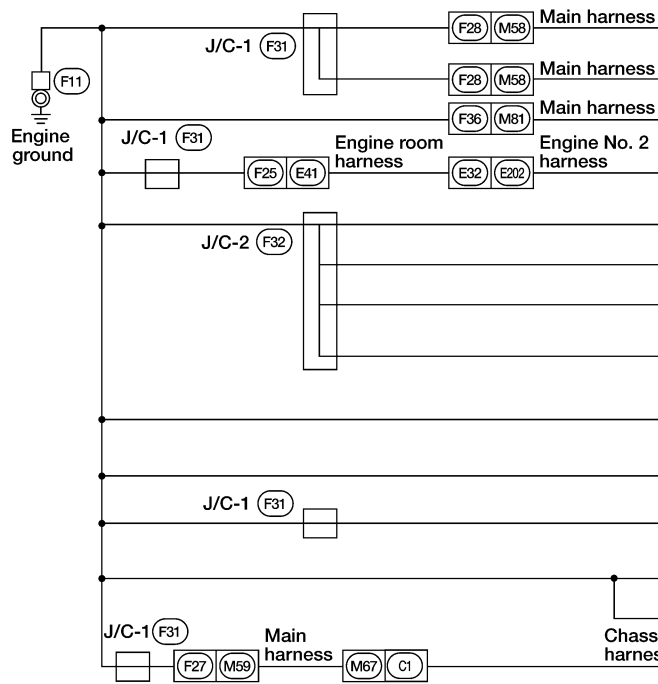 Main harness
F28 M58
J/C-1 F31
Main harness
F28 M58
F11
Main harness
F36 M81
Engine
ground
J/C-1 F31
Engine room
harness
Engine No. 2
harness
F25 E41
E32 E202
J/C-2 F32
J/C-1 F31
J/C-1 F31
Main
harness
Chass
harnes
F27 M59
M67 C1